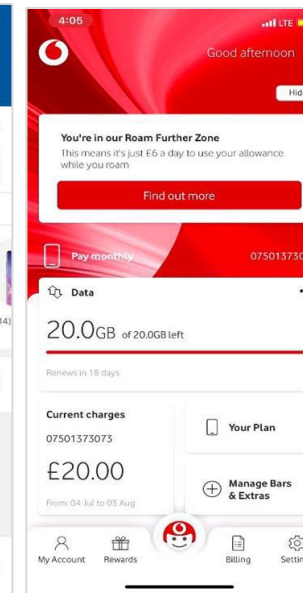 4:05
LTE
Good afternoon
Hid
You're in our Roam Further Zone
This means it's just £6 a day to use your allowance
while you roam
Find out more
Pay monthly
075013730
Data
20.0GB of 20.0GB left
Renews in 18 days
Current charges
07501373073
£20.00
From: 04 Jul to 03 Aug
Your Plan
Manage Bars
& Extras
My Account
Rewards
Billing
Settin
4)